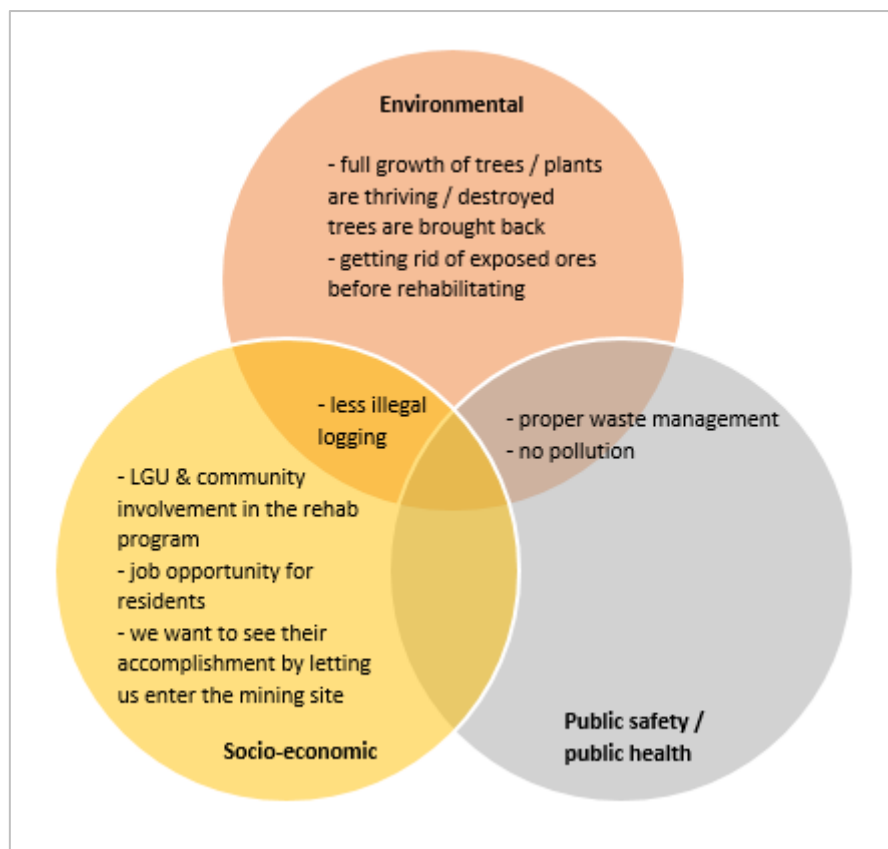 Environmental
- full growth of trees / plants
are thriving / destroyed
trees are brought back
- getting rid of exposed ores
before rehabilitating
- less illegal
logging
- proper waste management
- no pollution
- LGU & community
involvement in the rehab
program
- job opportunity for
residents
- we want to see their
accomplishment by letting
us enter the mining site
Socio-economic
Public safety /
public health